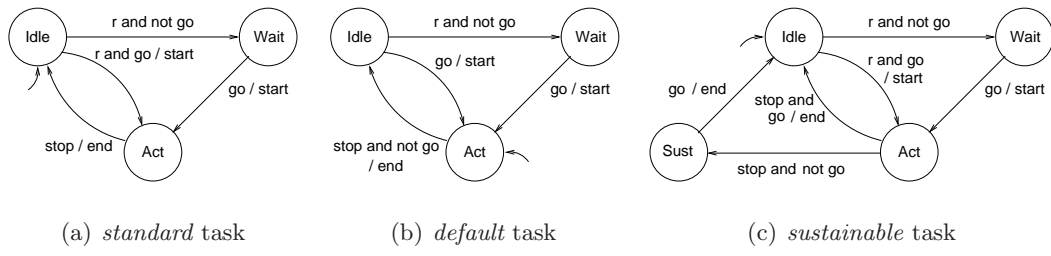 Idle
r and not go
Wait
r and go / start
go / start
stop / end
Act
(a) standard task
Idle
r and not go
Wait
go / start
go / start
stop and not go
/ end
Act
(b) default task
Idle
r and not go
Wait
r and go
/ start
go / end
stop and
go / end
go / start
Sust
stop and not go
Act
(c) sustainable task